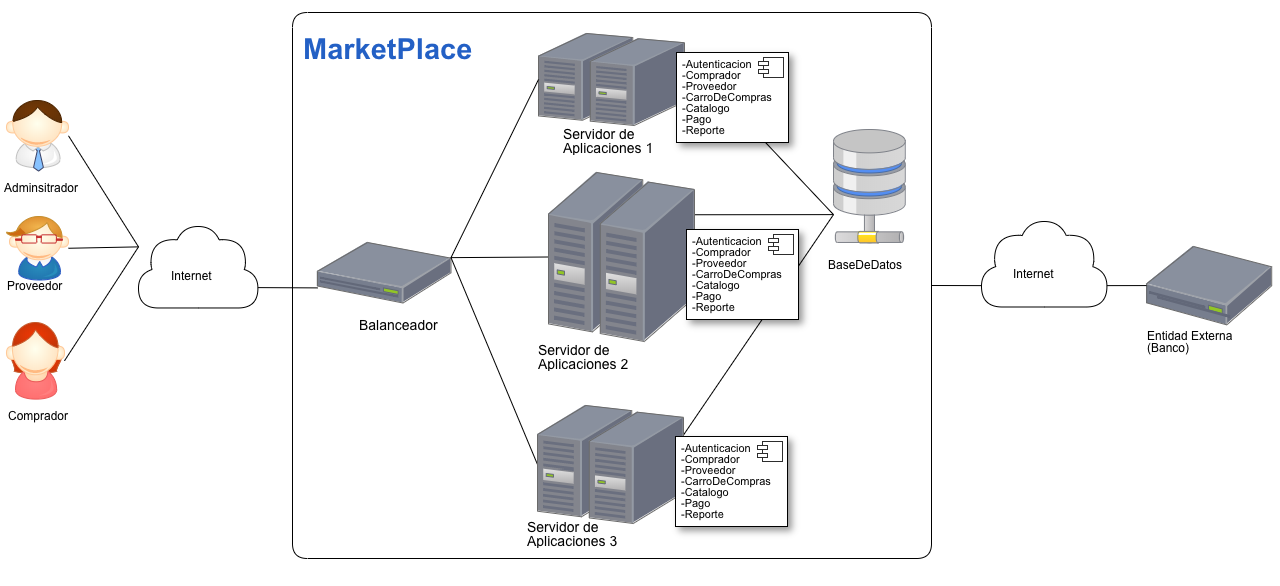 MarketPlace
Adminsitrador
Proveedor
Comprador
Internet
Balanceador
Servidor de
Aplicaciones 1
-Autenticacion
-Comprador
-Proveedor
-CarroDeCompras
-Catalogo
-Pago
-Reporte
Servidor de
Aplicaciones 2
-Autenticacion
-Comprador
-Proveedor
-CarroDeCompras
-Catalogo
-Pago
-Reporte
Servidor de
Aplicaciones 3
-Autenticacion
-Comprador
-Proveedor
-CarroDeCompras
-Catalogo
-Pago
-Reporte
BaseDeDatos
Internet
Entidad Externa
(Banco)